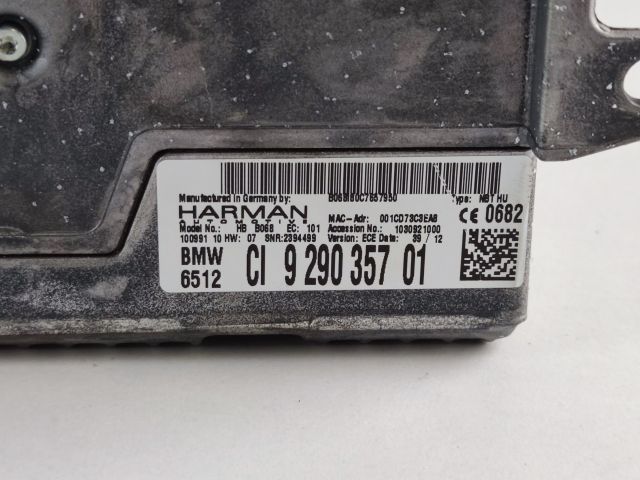 Manufactured in Germany by: B068I80C7657950 Type: NBT HU
HARMAN
AUTOMOTIVE MAC-Adr: 001CD73C3EA8 CE 0682
Model No.: HB B068 EC: 101 Accession No.: 1030921000
100991 10 HW: 07 SNR:2394499 Version: ECE Date: 39 / 12
BMW
6512 CI 9 290 357 01